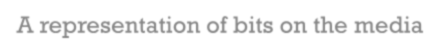 A representation of bits on the media